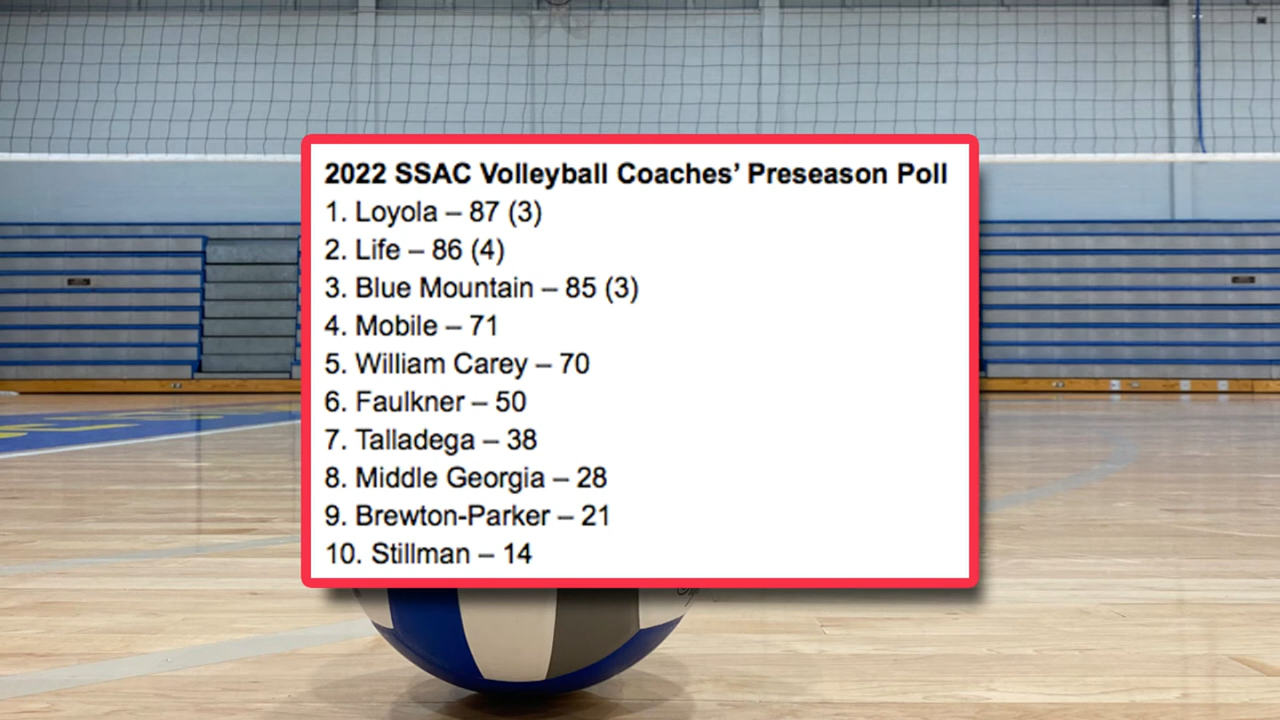 2022 SSAC Volleyball Coaches’ Preseason Poll
1. Loyola – 87 (3)
2. Life – 86 (4)
3. Blue Mountain – 85 (3)
4. Mobile – 71
5. William Carey – 70
6. Faulkner – 50
7. Talladega – 38
8. Middle Georgia – 28
9. Brewton-Parker – 21
10. Stillman – 14